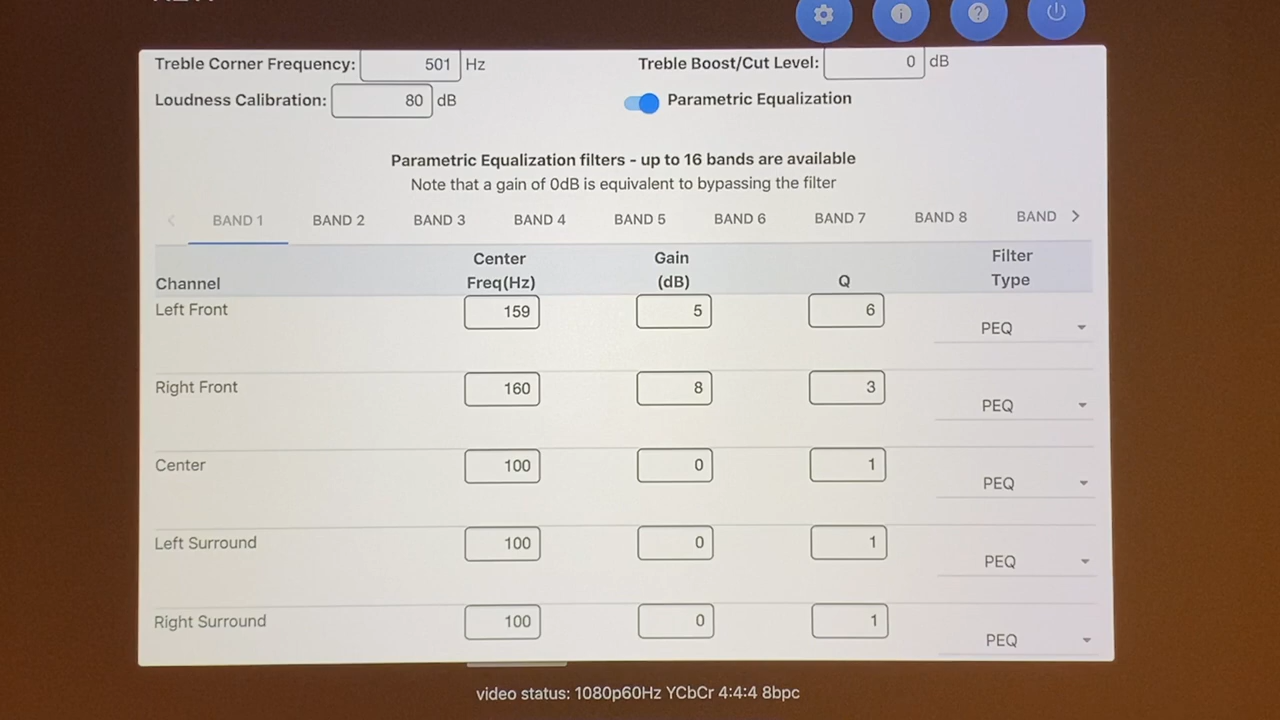 Treble Corner Frequency: 501 Hz Treble Boost/Cut Level: 0 dB
Loudness Calibration: 80 dB Parametric Equalization
Parametric Equalization filters - up to 16 bands are available
Note that a gain of 0dB is equivalent to bypassing the filter
BAND 1 BAND 2 BAND 3 BAND 4 BAND 5 BAND 6 BAND 7 BAND 8 BAND
Channel Center Freq(Hz) Gain (dB) Q Filter Type
Left Front 159 5 6 PEQ
Right Front 160 8 3 PEQ
Center 100 0 1 PEQ
Left Surround 100 0 1 PEQ
Right Surround 100 0 1 PEQ
video status: 1080p60Hz YCbCr 4:4:4 8bpc